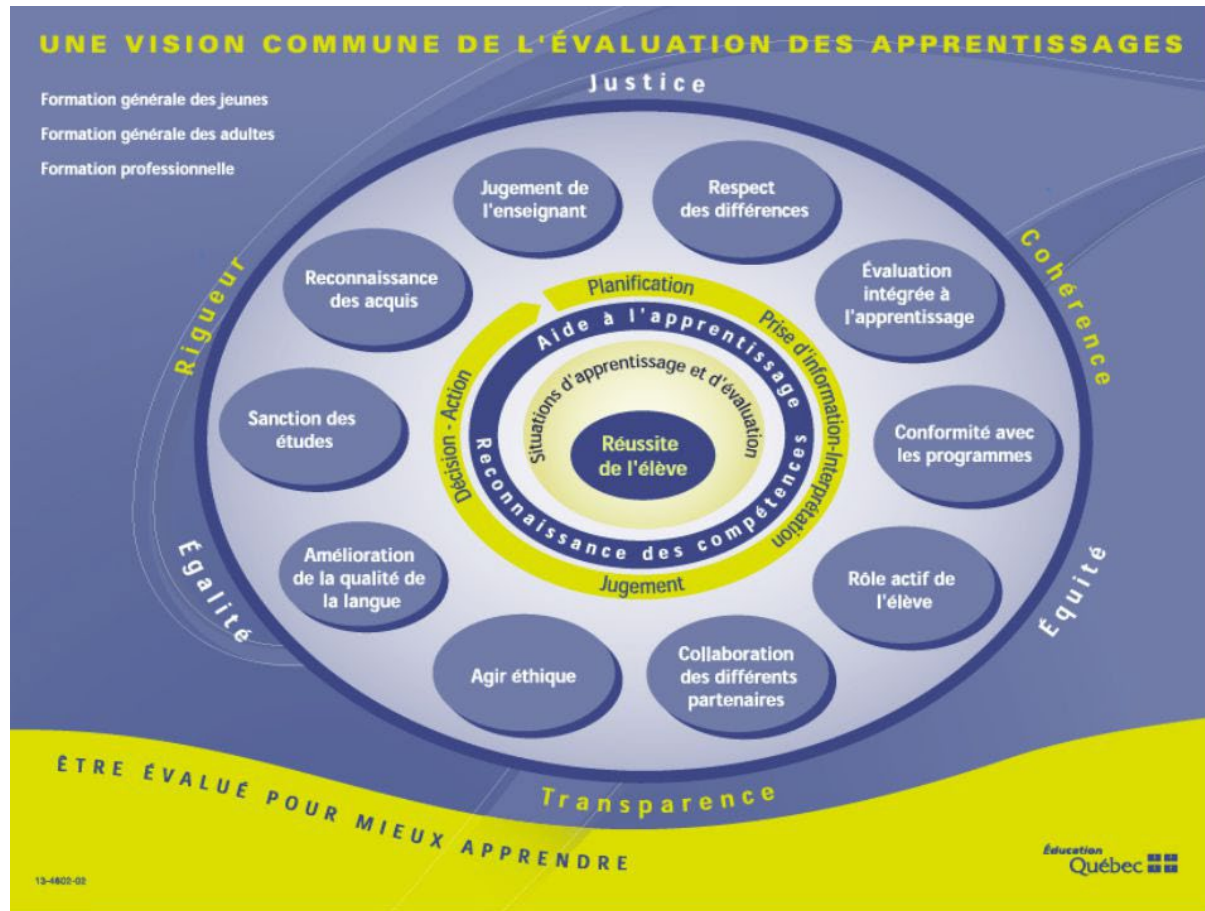 UNE VISION COMMUNE DE L'ÉVALUATION DES APPRENTISSAGES
Formation générale des jeunes
Formation générale des adultes
Formation professionnelle
Justice
Cohérence
Équité
Transparence
Égalité
Rigueur
Jugement de
l'enseignant
Respect
des différences
Évaluation
intégrée à
l'apprentissage
Conformité avec
les programmes
Rôle actif de
l'élève
Collaboration
des différents
partenaires
Agir éthique
Amélioration
de la qualité de
la langue
Sanction des
études
Reconnaissance
des acquis
Planification
Prise d'information-Interprétation
Jugement
Décision - Action
Aide à l'apprentissage
Reconnaissance des compétences
Situations d'apprentissage et d'évaluation
Réussite
de l'élève
ÊTRE ÉVALUÉ POUR MIEUX APPRENDRE
13-4602-02
Éducation
Québec